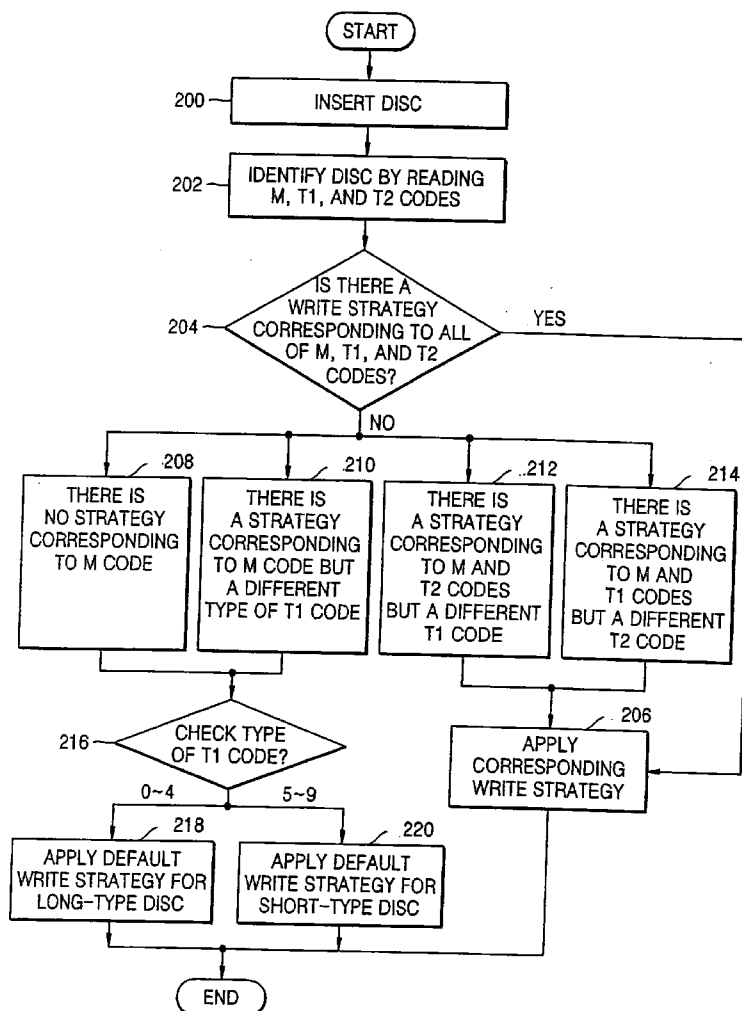 START
200
INSERT DISC
202
IDENTIFY DISC BY READING
M, T1, AND T2 CODES
204
IS THERE A
WRITE STRATEGY
CORRESPONDING TO ALL
OF M, T1, AND T2
CODES?
YES
NO
208
THERE IS
NO STRATEGY
CORRESPONDING
TO M CODE
210
THERE IS
A STRATEGY
CORRESPONDING
TO M CODE BUT
A DIFFERENT
TYPE OF T1 CODE
212
THERE IS
A STRATEGY
CORRESPONDING
TO M AND
T2 CODES
BUT A DIFFERENT
T1 CODE
214
THERE IS
A STRATEGY
CORRESPONDING
TO M AND
T1 CODES
BUT A DIFFERENT
T2 CODE
216
CHECK TYPE
OF T1 CODE?
206
APPLY
CORRESPONDING
WRITE STRATEGY
0~4
5~9
218
APPLY DEFAULT
WRITE STRATEGY FOR
LONG-TYPE DISC
220
APPLY DEFAULT
WRITE STRATEGY FOR
SHORT-TYPE DISC
END